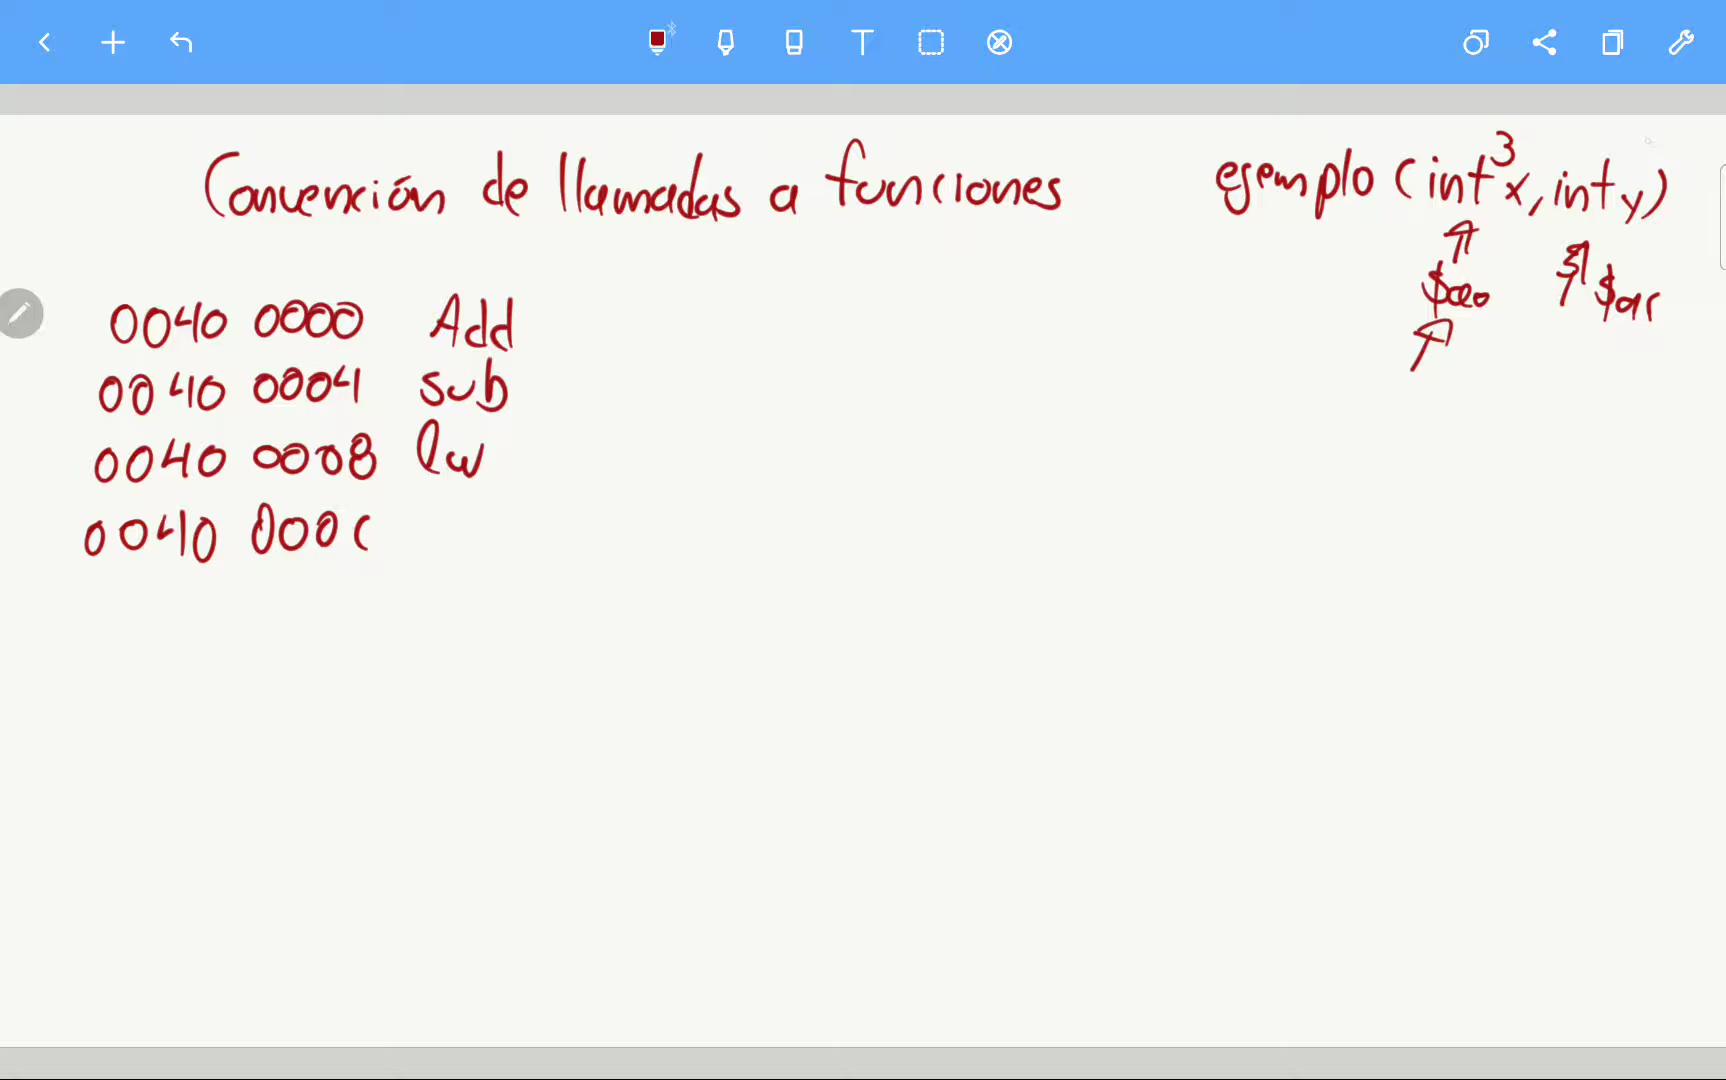 Convención de llamadas a funciones
ejemplo (int x, int y)
3
$a0
$a1
0040 0000 Add
0040 0004 sub
0040 0008 lw
0040 000C